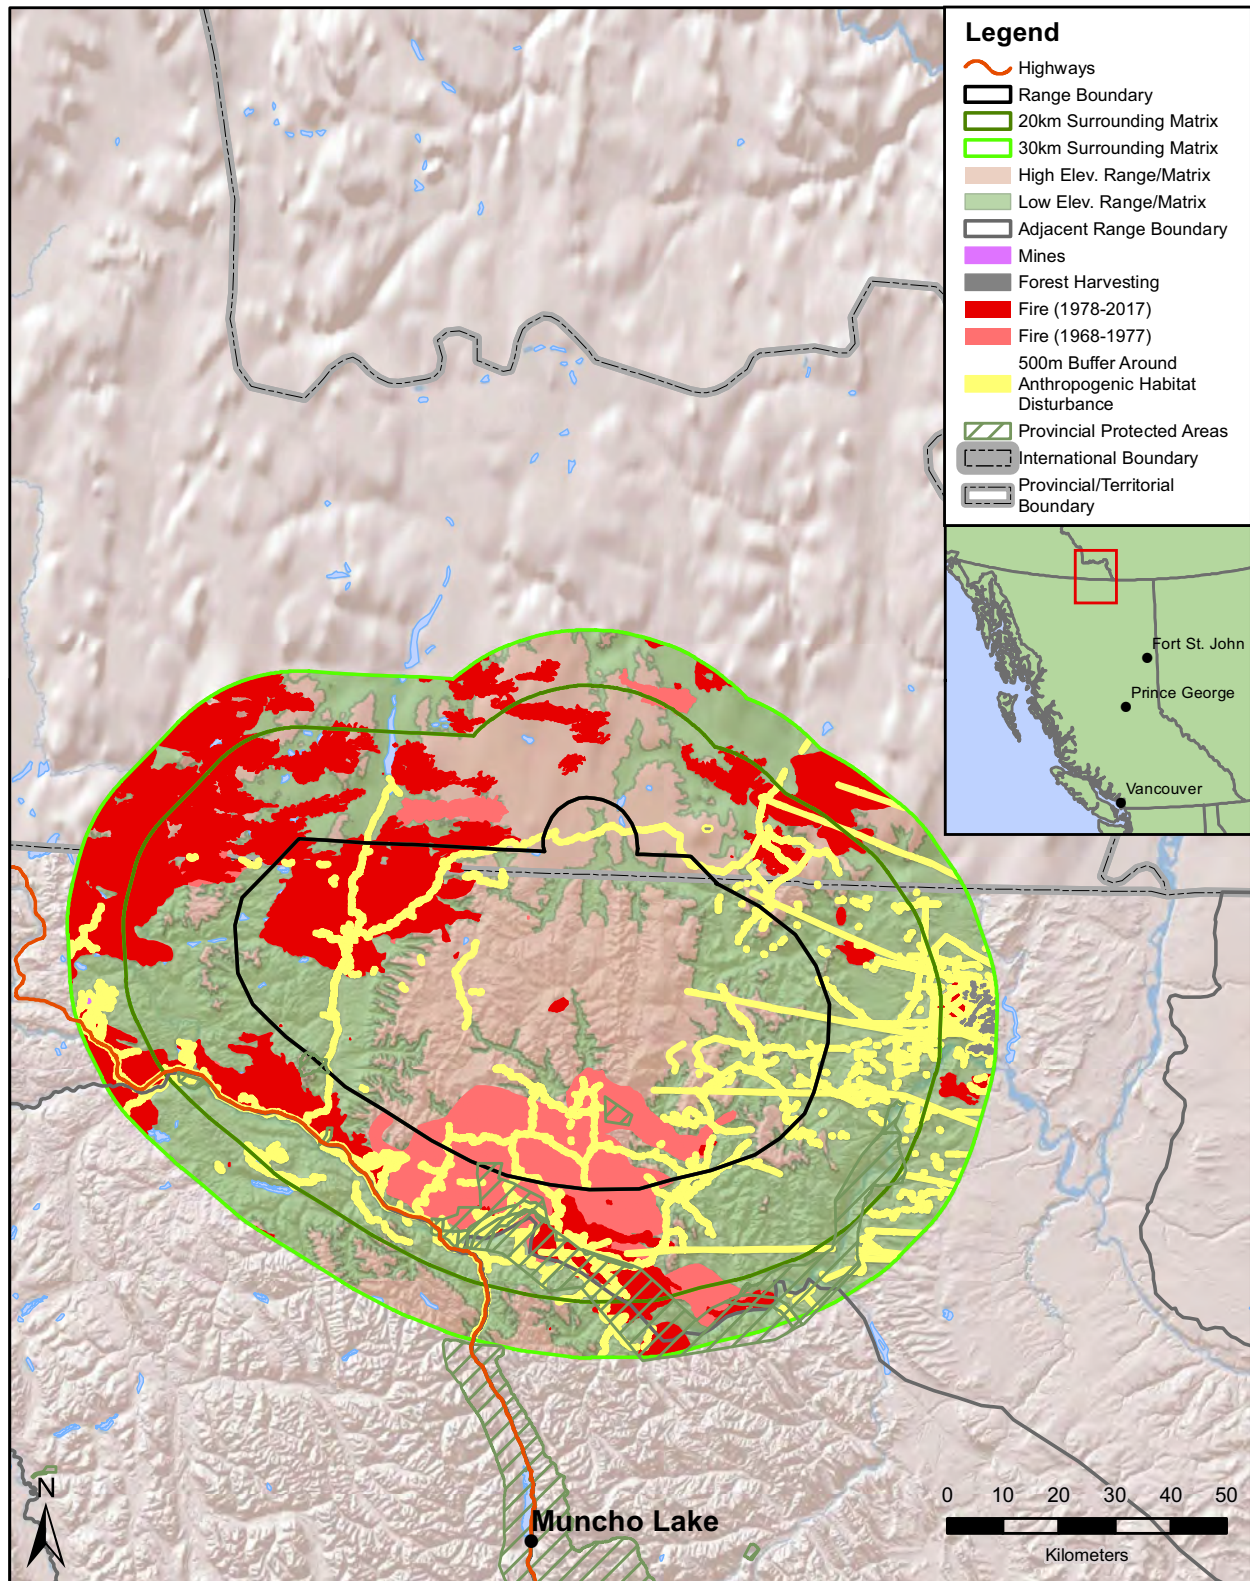 Legend
Highways
Range Boundary
20km Surrounding Matrix
30km Surrounding Matrix
High Elev. Range/Matrix
Low Elev. Range/Matrix
Adjacent Range Boundary
Mines
Forest Harvesting
Fire (1978-2017)
Fire (1968-1977)
500m Buffer Around
Anthropogenic Habitat
Disturbance
Provincial Protected Areas
International Boundary
Provincial/Territorial
Boundary
Fort St. John
Prince George
Vancouver
N
Muncho Lake
0 10 20 30 40 50
Kilometers